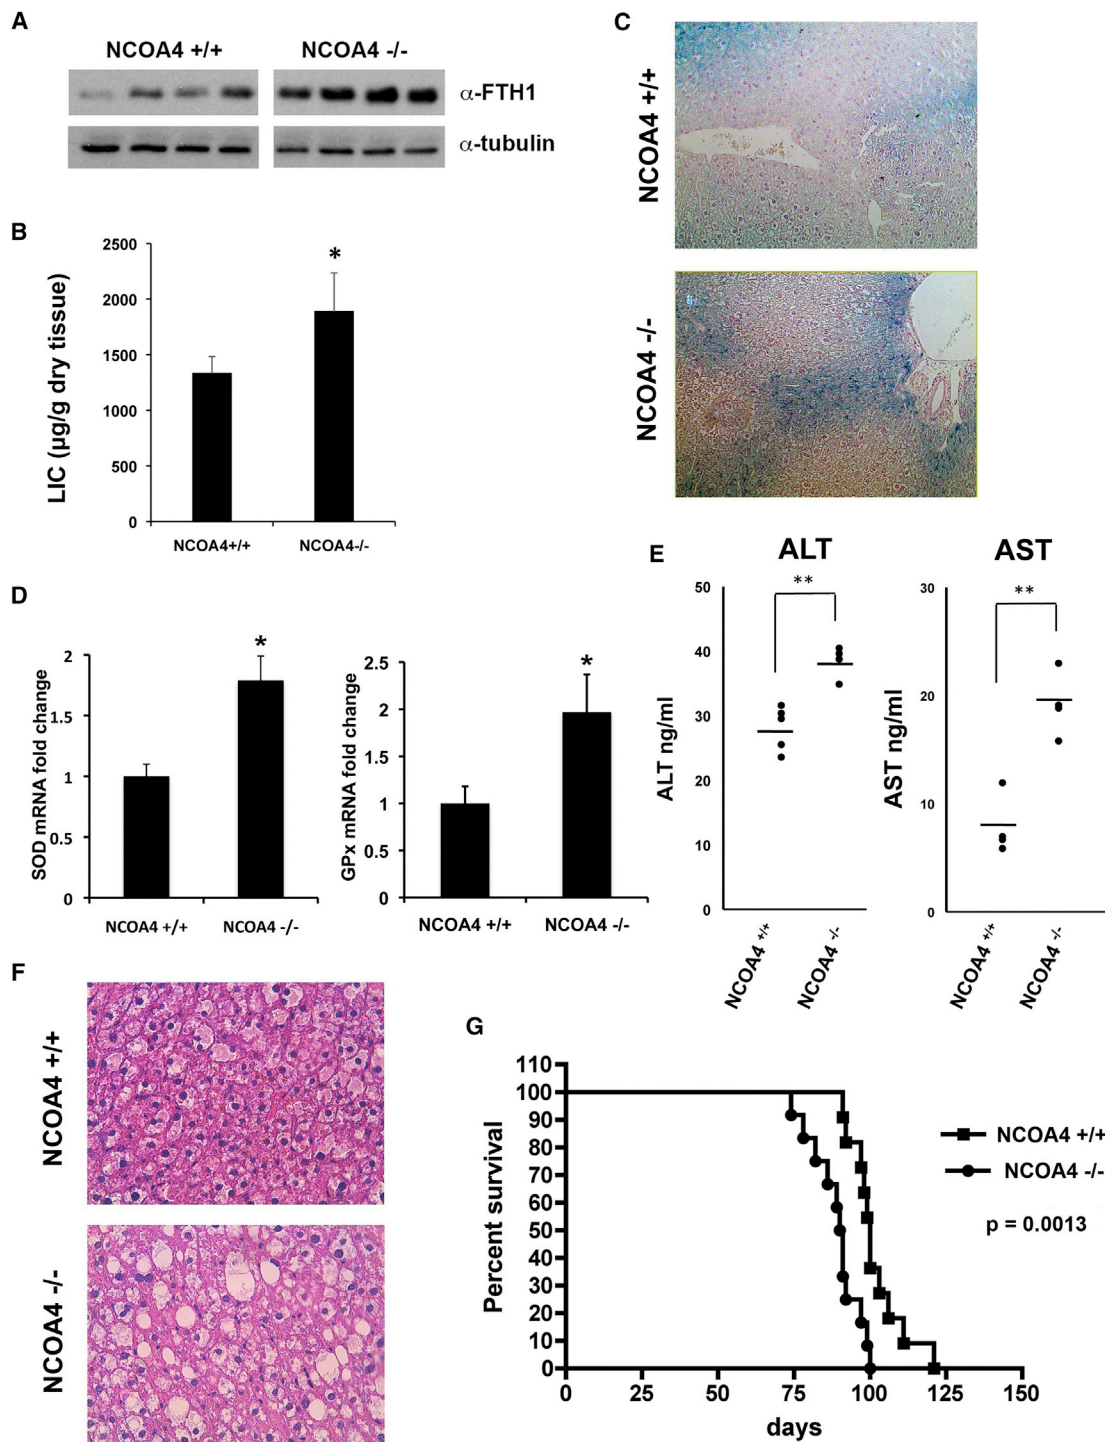 A
NCOA4 +/+
NCOA4 -/-
α-FTH1
α-tubulin
B
LIC (µg/g dry tissue)
2500
2000
1500
1000
500
0
*
NCOA4+/+
NCOA4-/-
C
NCOA4 +/+
NCOA4 -/-
D
SOD mRNA fold change
2
1.5
1
0.5
0
*
NCOA4 +/+
NCOA4 -/-
GPx mRNA fold change
2.5
2
1.5
1
0.5
0
*
NCOA4 +/+
NCOA4 -/-
E
ALT
ALT ng/ml
50
40
30
20
10
0
**
NCOA4 +/+
NCOA4 -/-
AST
AST ng/ml
30
20
10
0
**
NCOA4 +/+
NCOA4 -/-
F
NCOA4 +/+
NCOA4 -/-
G
Percent survival
110
100
90
80
70
60
50
40
30
20
10
0
0
25
50
75
100
125
150
days
NCOA4 +/+
NCOA4 -/-
p = 0.0013